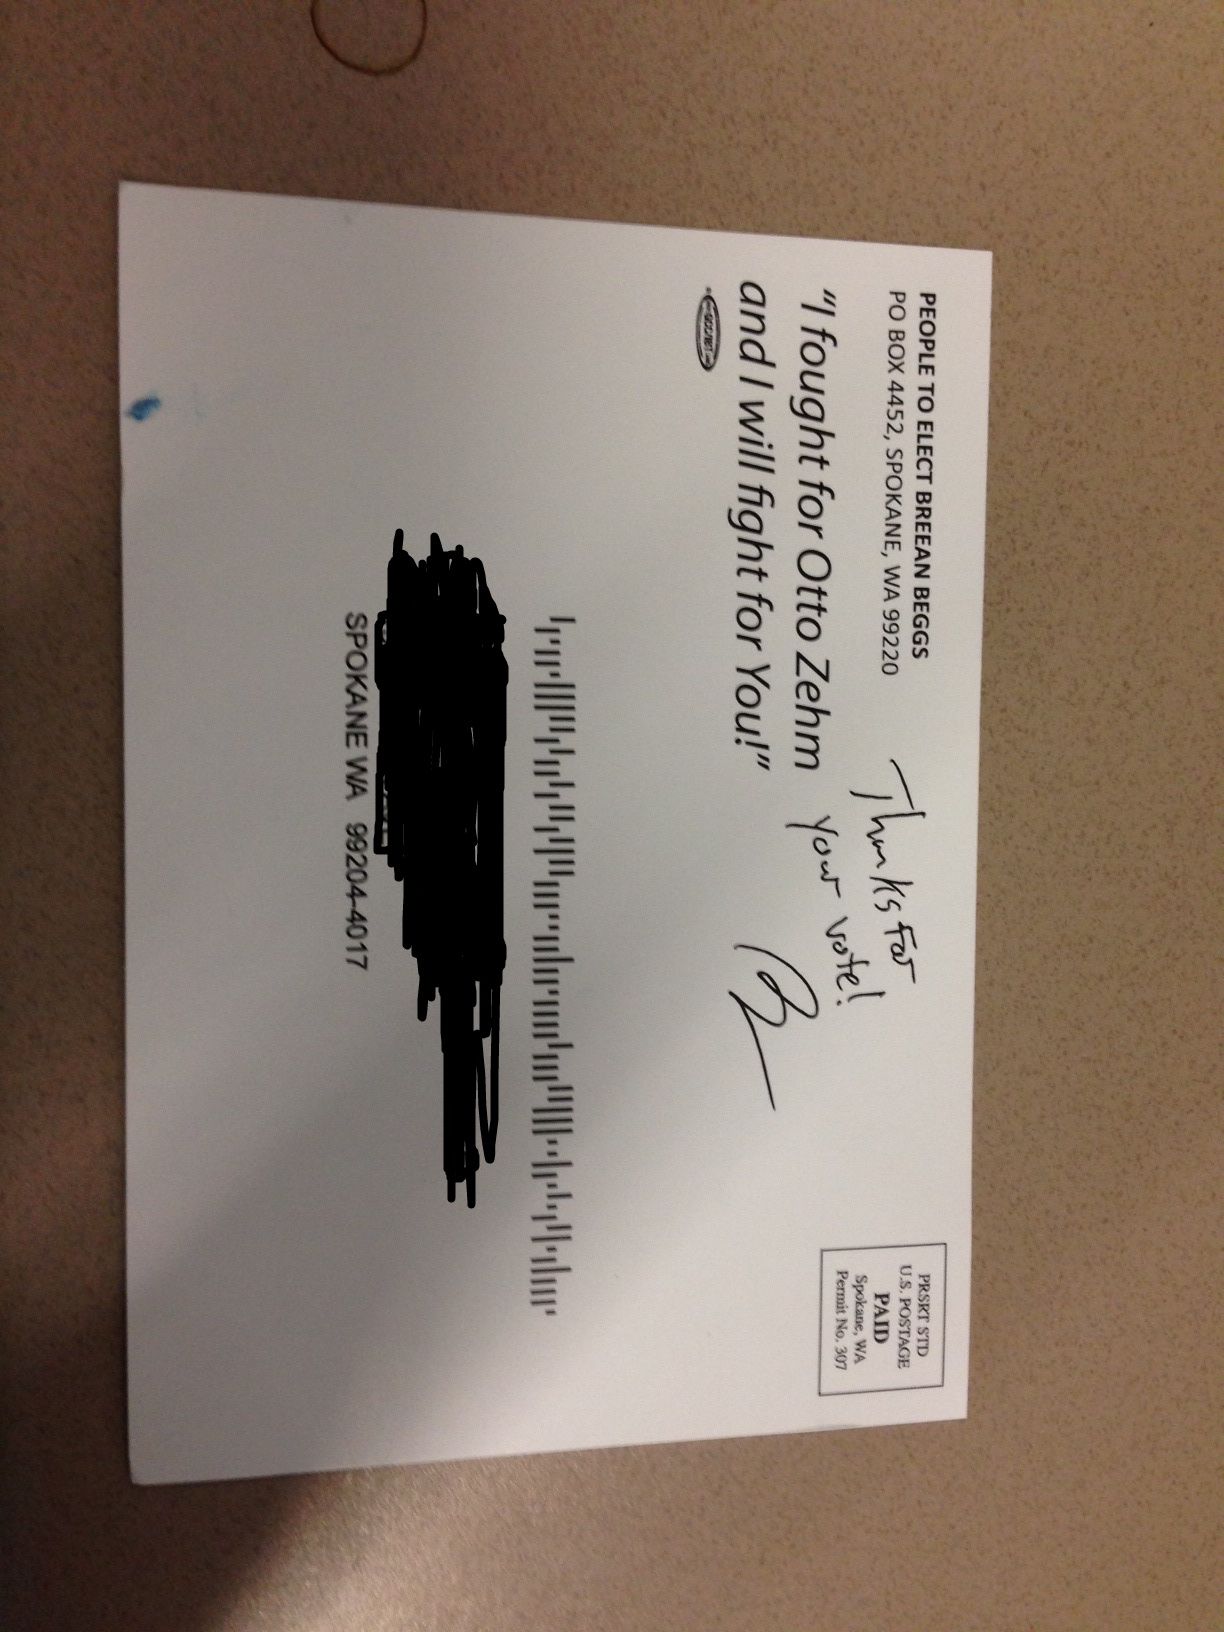 PEOPLE TO ELECT BREEAN BEGGS
PO BOX 4452, SPOKANE, WA 99220
Thanks for
your vote!
"I fought for Otto Zehm
and I will fight for You!"
PRSRT STD
U.S. POSTAGE
PAID
Spokane, WA
Permit No. 307
SPOKANE WA 99204-4017